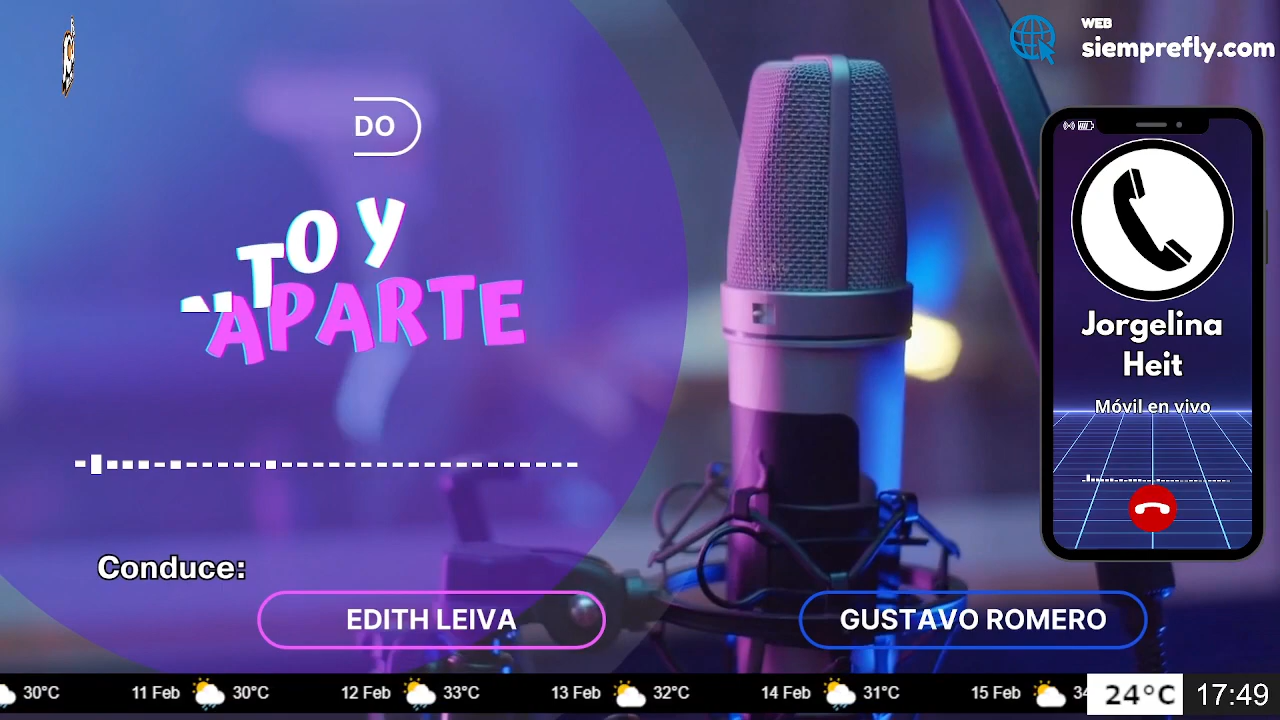 WEB
siemprefly.com
DO
TO Y
APARTE
Jorgelina
Heit
Móvil en vivo
Conduce:
EDITH LEIVA
GUSTAVO ROMERO
30°C 11 Feb 30°C 12 Feb 33°C 13 Feb 32°C 14 Feb 31°C 15 Feb 34 24°C 17:49